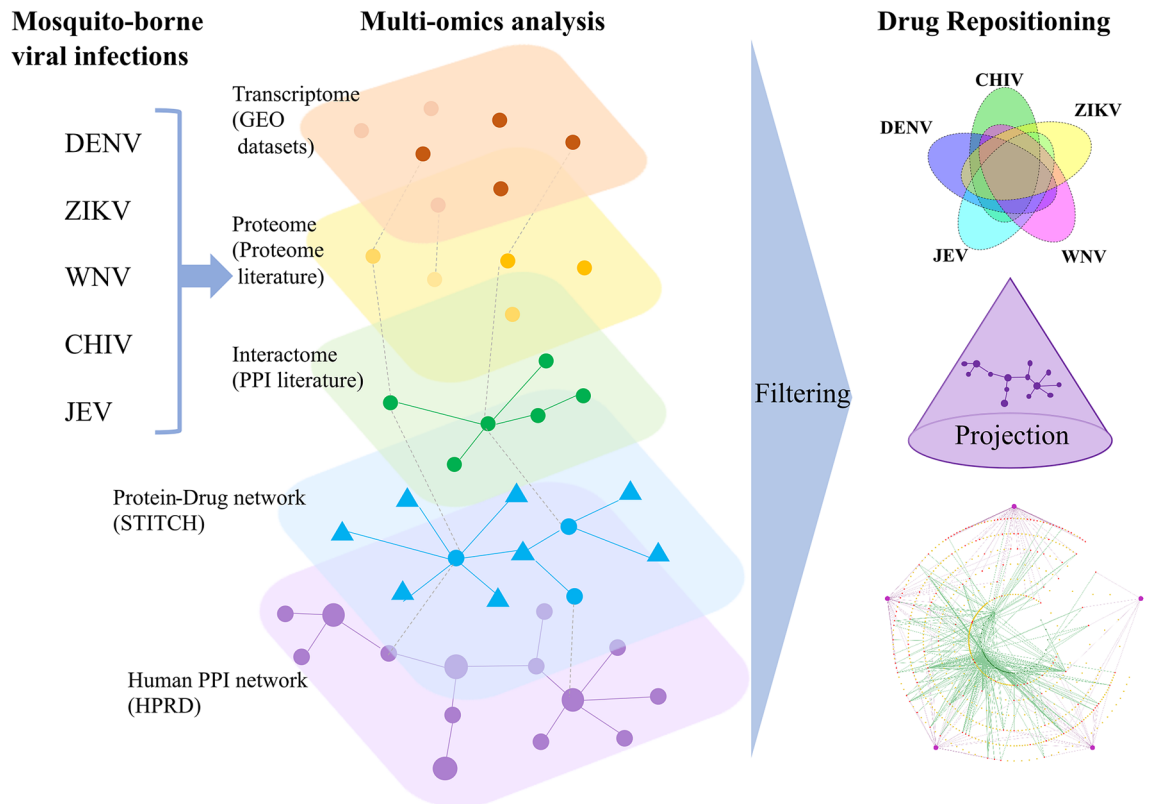 Mosquito-borne
viral infections
DENV
ZIKV
WNV
CHIV
JEV
Multi-omics analysis
Transcriptome
(GEO
datasets)
Proteome
(Proteome
literature)
Interactome
(PPI literature)
Protein-Drug network
(STITCH)
Human PPI network
(HPRD)
Filtering
Drug Repositioning
CHIV
ZIKV
DENV
JEV
WNV
Projection